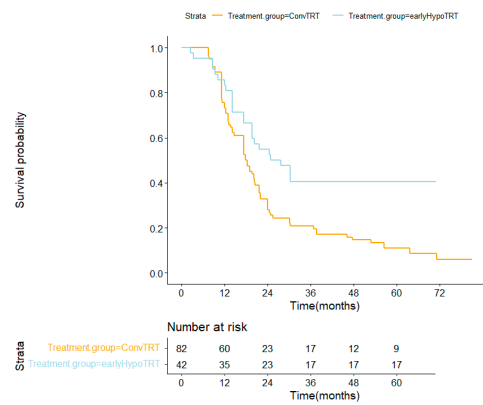 Strata Treatment.group=ConvTRT Treatment.group=earlyHypoTRT
Survival probability
1.0
0.8
0.6
0.4
0.2
0.0
0 12 24 36 48 60 72
Time(months)
Number at risk
Strata
Treatment.group=ConvTRT 82 60 23 17 12 9
Treatment.group=earlyHypoTRT 42 35 23 17 17 17
0 12 24 36 48 60 72
Time(months)